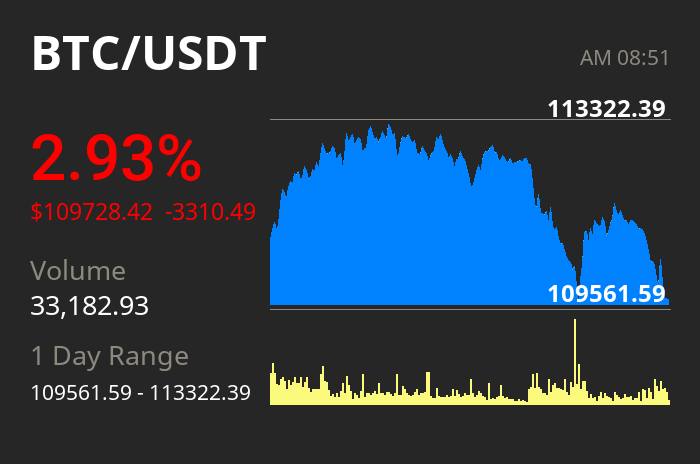 BTC/USDT
AM 08:51
113322.39
2.93%
$109728.42 -3310.49
Volume
33,182.93
109561.59
1 Day Range
109561.59 - 113322.39